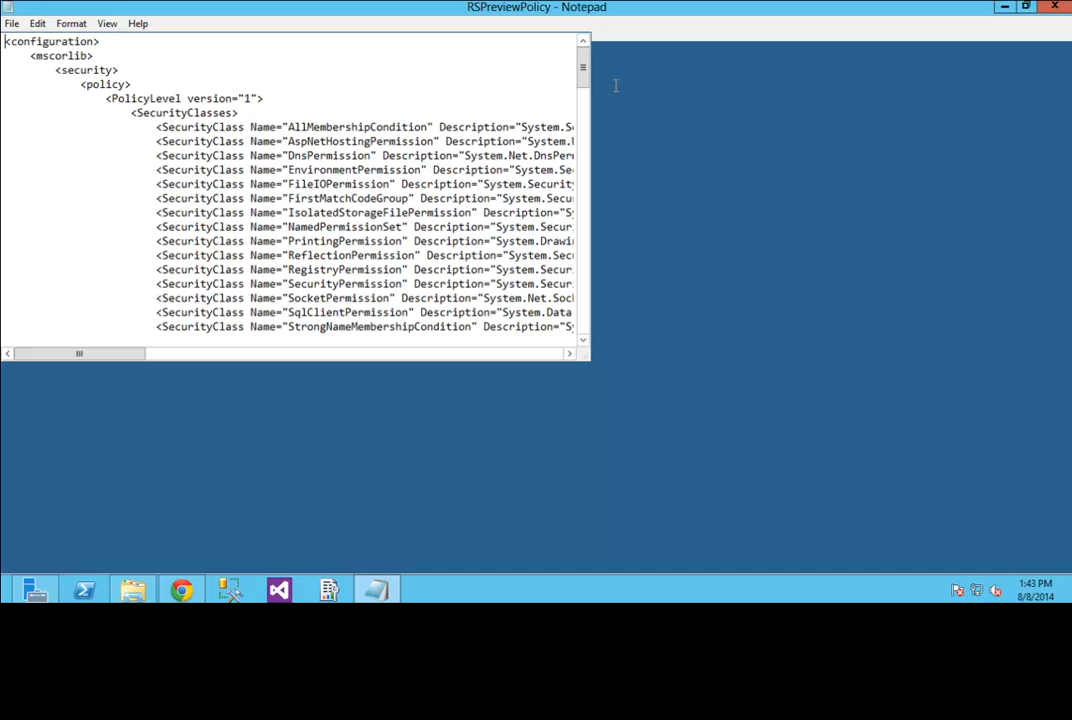 RSPreviewPolicy - Notepad
File Edit Format View Help
<configuration>
<mscorlib>
<security>
<policy>
<PolicyLevel version="1">
<SecurityClasses>
<SecurityClass Name="AllMembershipCondition" Description="System.Se
<SecurityClass Name="AspNetHostingPermission" Description="System.
<SecurityClass Name="DnsPermission" Description="System.Net.DnsPerm
<SecurityClass Name="EnvironmentPermission" Description="System.Se
<SecurityClass Name="FileIOPermission" Description="System.Security
<SecurityClass Name="FirstMatchCodeGroup" Description="System.Secu
<SecurityClass Name="IsolatedStorageFilePermission" Description="Sy
<SecurityClass Name="NamedPermissionSet" Description="System.Secur
<SecurityClass Name="PrintingPermission" Description="System.Drawi
<SecurityClass Name="ReflectionPermission" Description="System.Sec
<SecurityClass Name="RegistryPermission" Description="System.Secur
<SecurityClass Name="SecurityPermission" Description="System.Secur
<SecurityClass Name="SocketPermission" Description="System.Net.Soc
<SecurityClass Name="SqlClientPermission" Description="System.Data
<SecurityClass Name="StrongNameMembershipCondition" Description="Sy
1:43 PM
8/8/2014